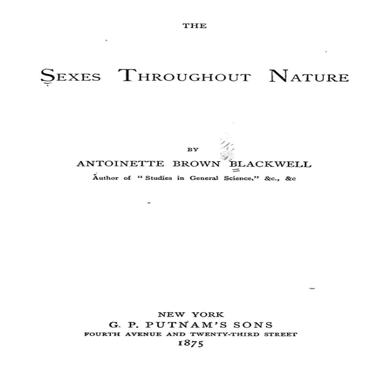 THE
SEXES THROUGHOUT NATURE
BY
ANTOINETTE BROWN BLACKWELL
Author of "Studies in General Science," &c., &c
NEW YORK
G. P. PUTNAM'S SONS
FOURTH AVENUE AND TWENTY-THIRD STREET
1875